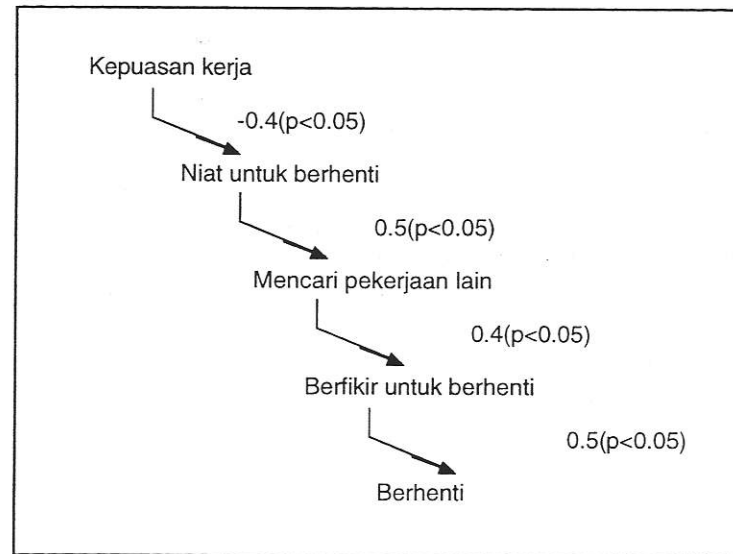 Kepuasan kerja
-0.4(p<0.05)
Niat untuk berhenti
0.5(p<0.05)
Mencari pekerjaan lain
0.4(p<0.05)
Berfikir untuk berhenti
0.5(p<0.05)
Berhenti